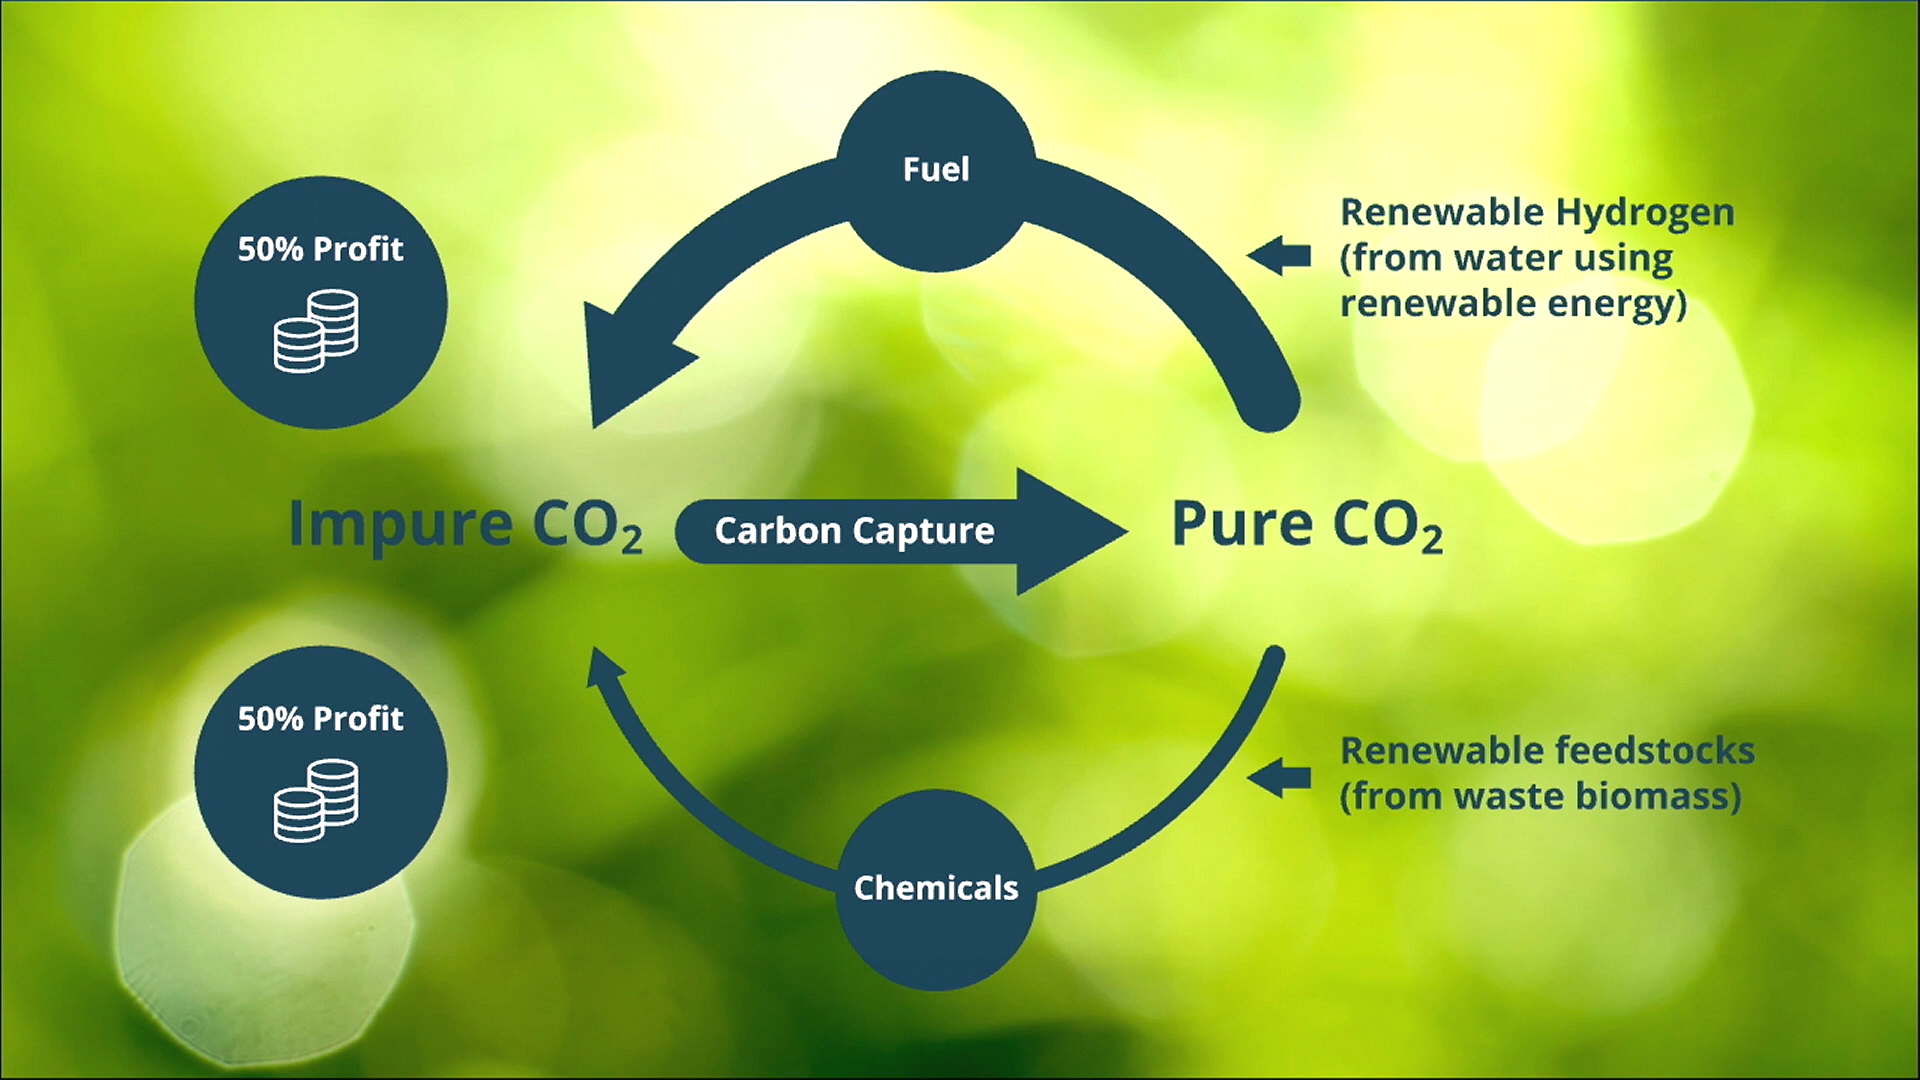 Fuel
50% Profit
Renewable Hydrogen
(from water using
renewable energy)
Impure CO₂
Carbon Capture
Pure CO₂
50% Profit
Renewable feedstocks
(from waste biomass)
Chemicals